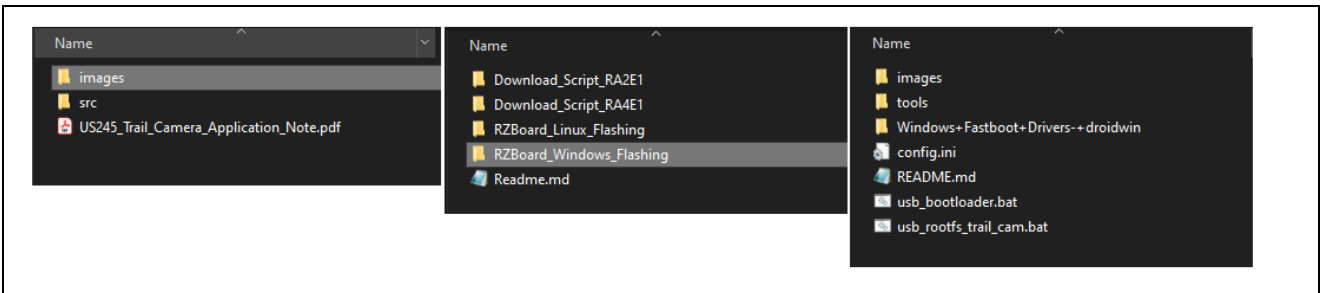 Name
images
src
US245_Trail_Camera_Application_Note.pdf
Name
Download_Script_RA2E1
Download_Script_RA4E1
RZBoard_Linux_Flashing
RZBoard_Windows_Flashing
Readme.md
Name
images
tools
Windows+Fastboot+Drivers-+droidwin
config.ini
README.md
usb_bootloader.bat
usb_rootfs_trail_cam.bat